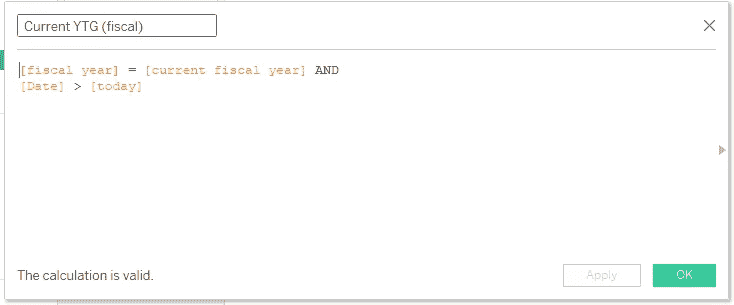 Current YTG (fiscal)
[fiscal year] = [current fiscal year] AND
[Date] > [today]
The calculation is valid.
Apply
OK